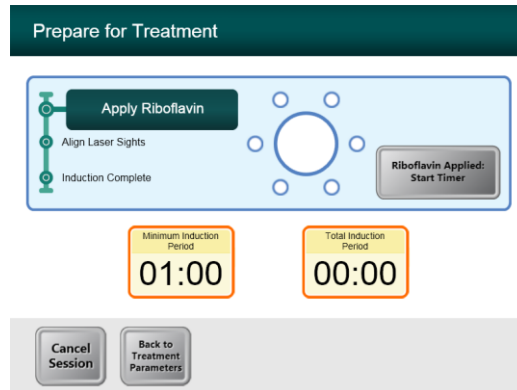 Prepare for Treatment
Apply Riboflavin
Align Laser Sights
Induction Complete
Riboflavin Applied:
Start Timer
Minimum Induction
Period
01:00
Total Induction
Period
00:00
Cancel
Session
Back to
Treatment
Parameters